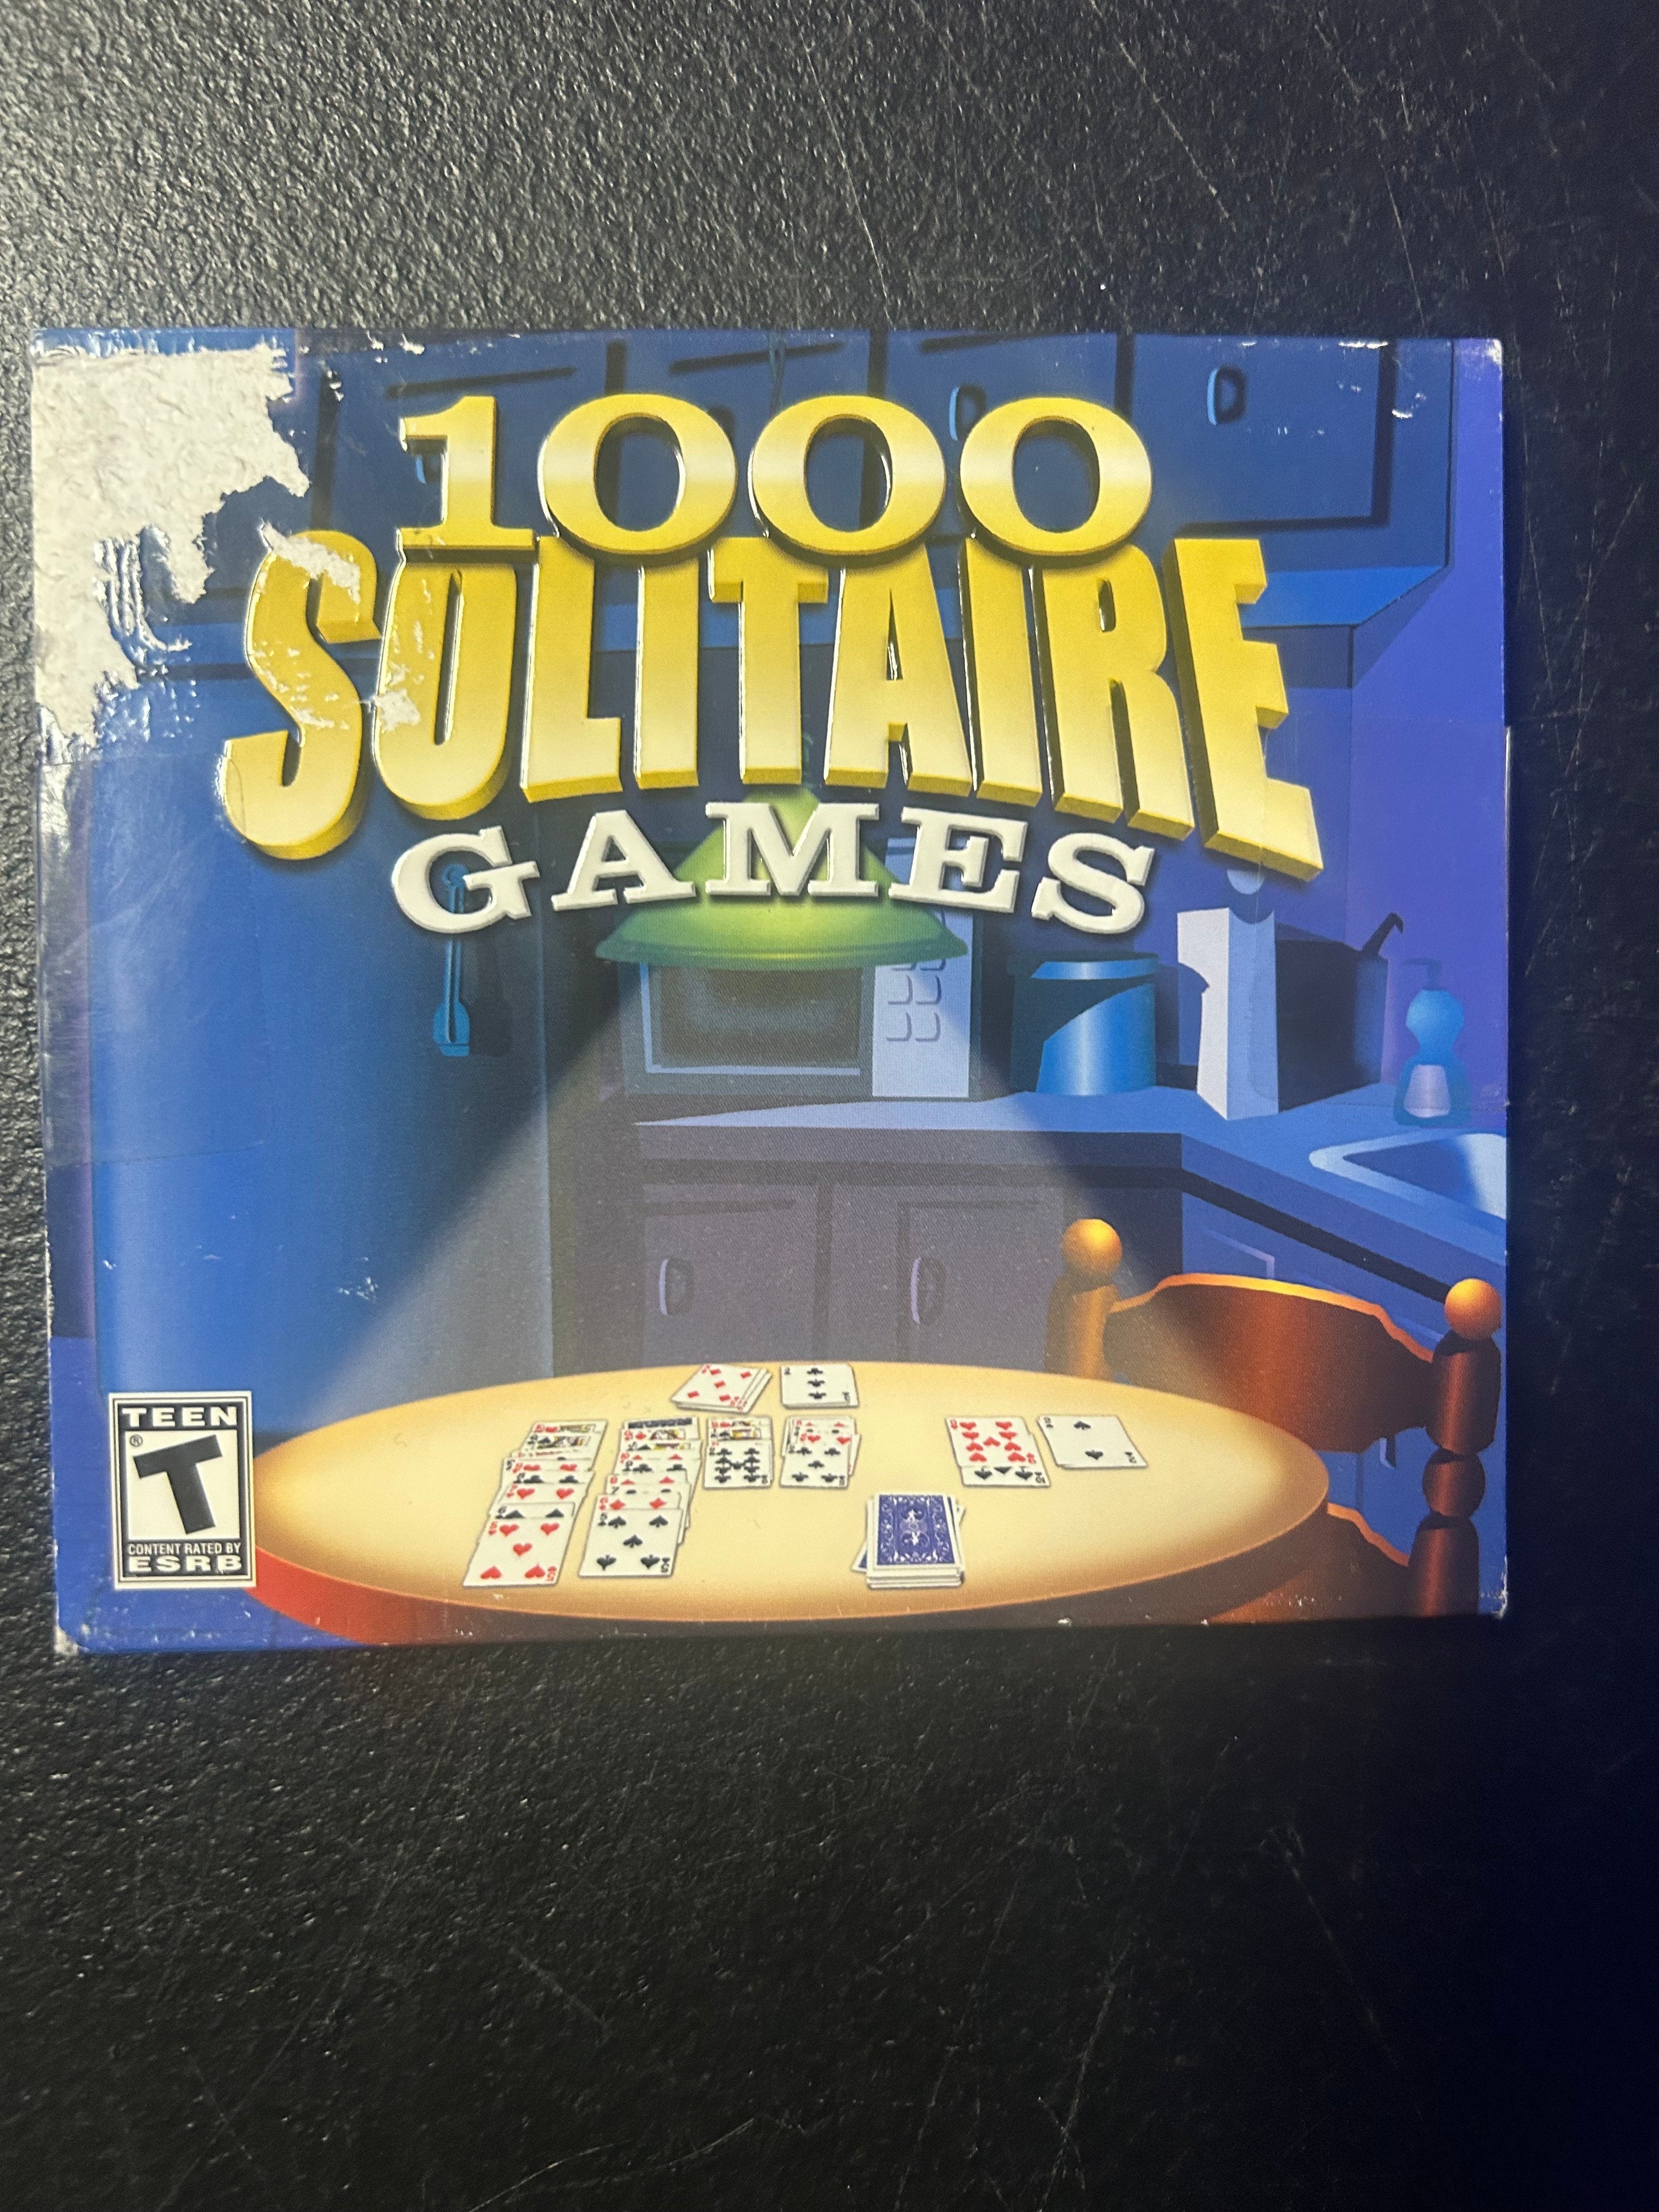 1000
SOLITAIRE
GAMES
TEEN
T
®
CONTENT RATED BY
ESRB